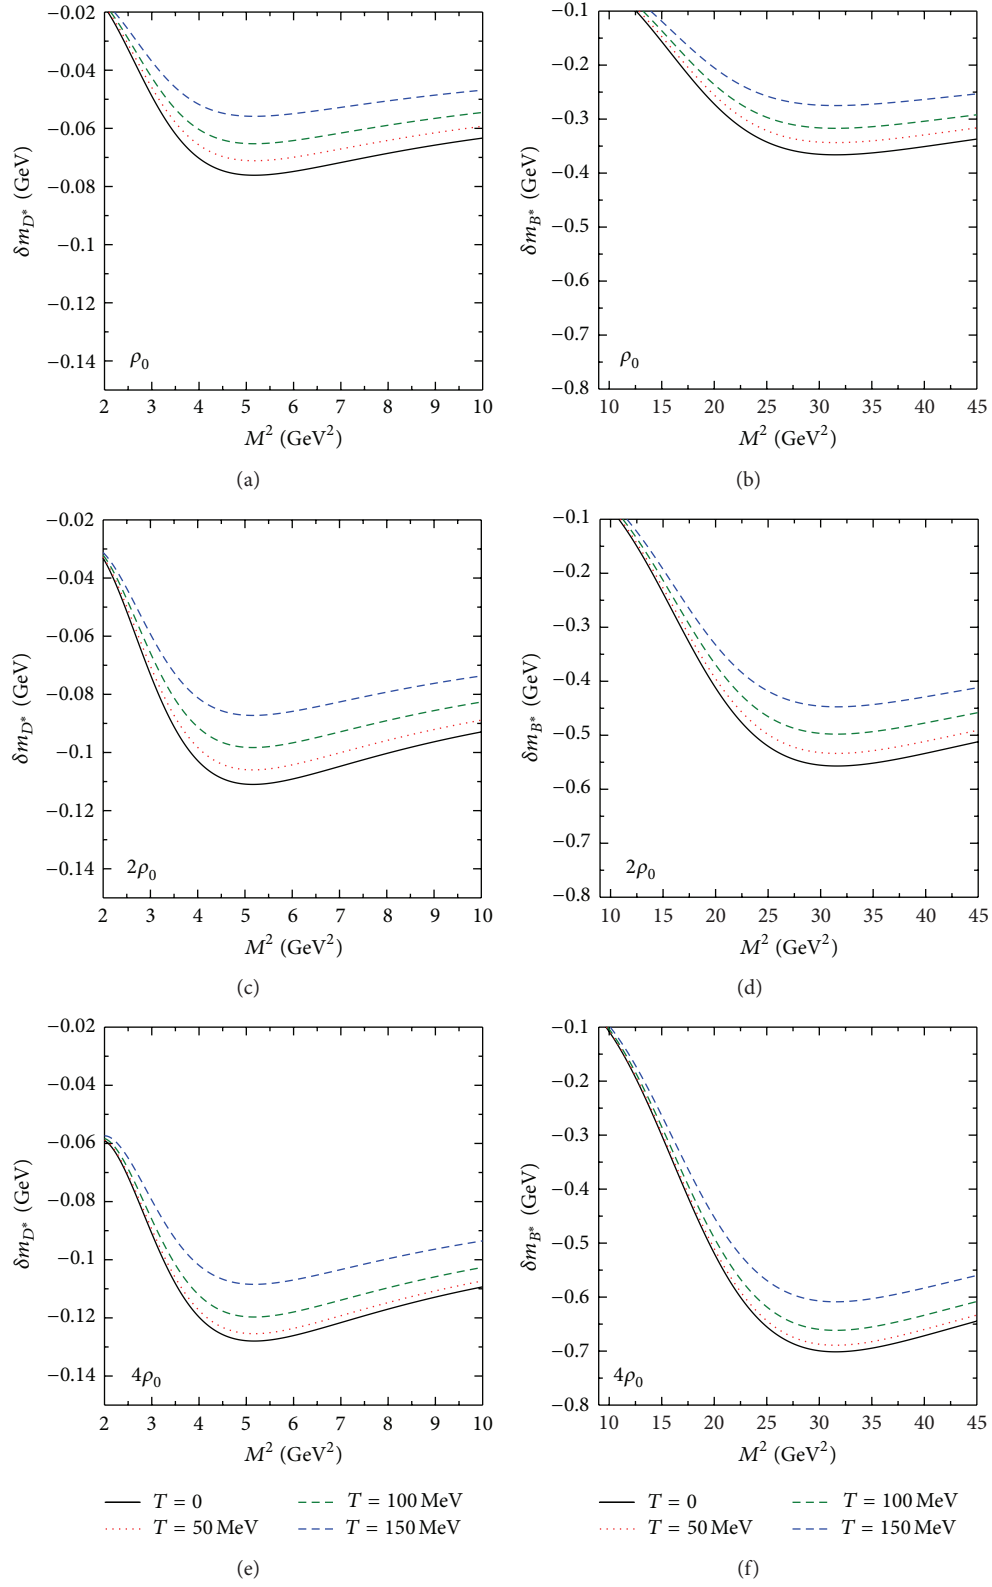 −0.02
−0.04
−0.06
−0.08
−0.1
−0.12
−0.14
δm_{D*} (GeV)
ρ₀
2 3 4 5 6 7 8 9 10
M² (GeV²)
(a)
−0.1
−0.2
−0.3
−0.4
−0.5
−0.6
−0.7
−0.8
δm_{B*} (GeV)
ρ₀
10 15 20 25 30 35 40 45
M² (GeV²)
(b)
−0.02
−0.04
−0.06
−0.08
−0.1
−0.12
−0.14
δm_{D*} (GeV)
2ρ₀
2 3 4 5 6 7 8 9 10
M² (GeV²)
(c)
−0.1
−0.2
−0.3
−0.4
−0.5
−0.6
−0.7
−0.8
δm_{B*} (GeV)
2ρ₀
10 15 20 25 30 35 40 45
M² (GeV²)
(d)
−0.02
−0.04
−0.06
−0.08
−0.1
−0.12
−0.14
δm_{D*} (GeV)
4ρ₀
2 3 4 5 6 7 8 9 10
M² (GeV²)
T = 0 T = 100 MeV
T = 50 MeV T = 150 MeV
(e)
−0.1
−0.2
−0.3
−0.4
−0.5
−0.6
−0.7
−0.8
δm_{B*} (GeV)
4ρ₀
10 15 20 25 30 35 40 45
M² (GeV²)
T = 0 T = 100 MeV
T = 50 MeV T = 150 MeV
(f)